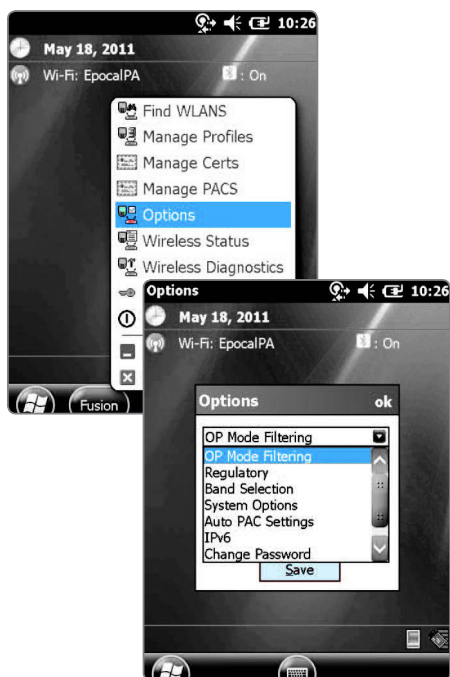 10:26
May 18, 2011
Wi-Fi: EpocalPA : On
Find WLANS
Manage Profiles
Manage Certs
Manage PACS
Options
Wireless Status
Wireless Diagnostics
Fusion
Options 10:26
May 18, 2011
Wi-Fi: EpocalPA : On
Options ok
OP Mode Filtering
OP Mode Filtering
Regulatory
Band Selection
System Options
Auto PAC Settings
IPv6
Change Password
Save